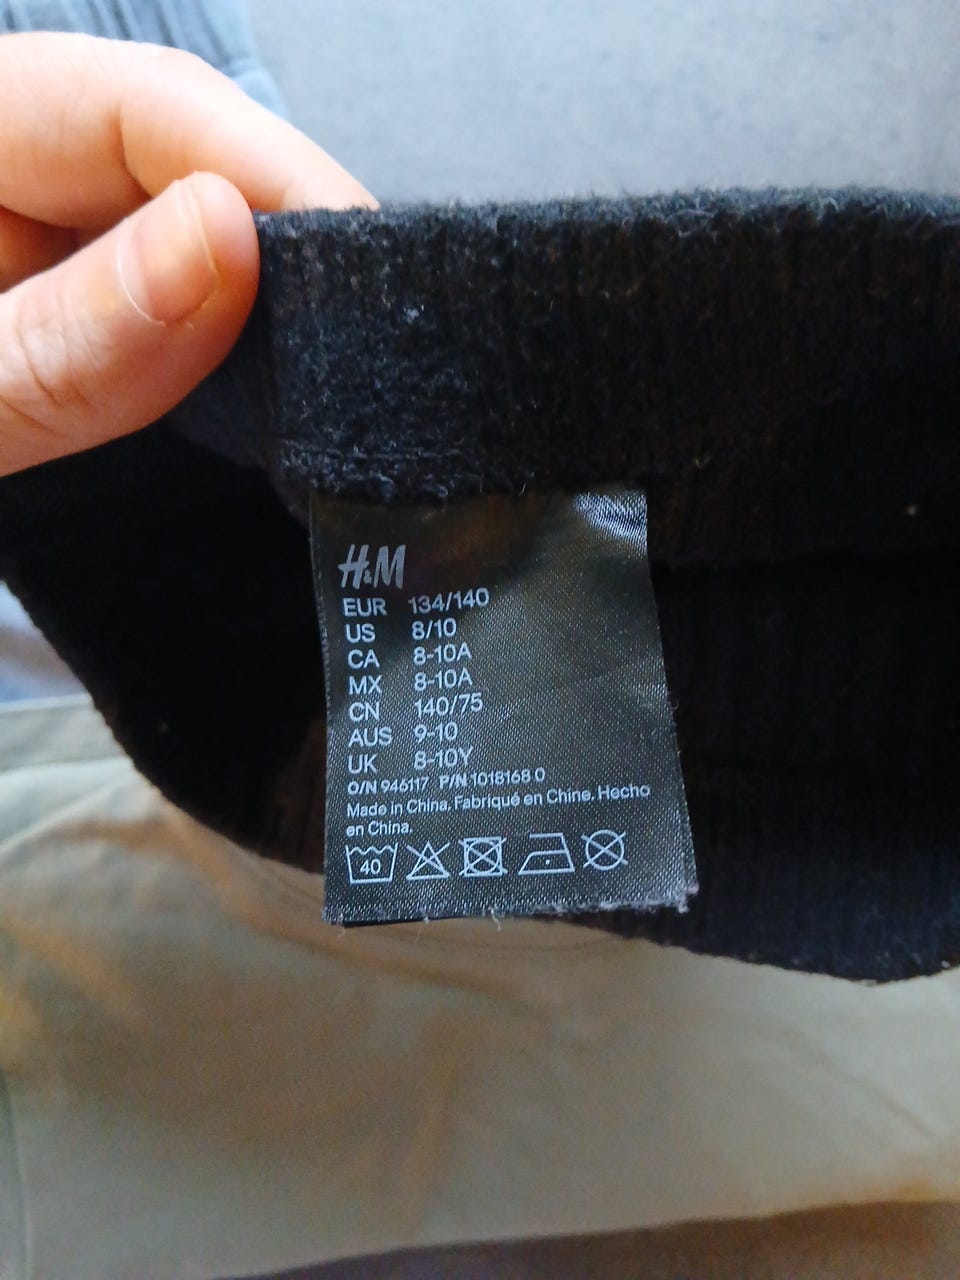 H&M
EUR 134/140
US 8/10
CA 8-10A
MX 8-10A
CN 140/75
AUS 9-10
UK 8-10Y
O/N 946117 P/N 1018168 0
Made in China. Fabriqué en Chine. Hecho
en China.
40